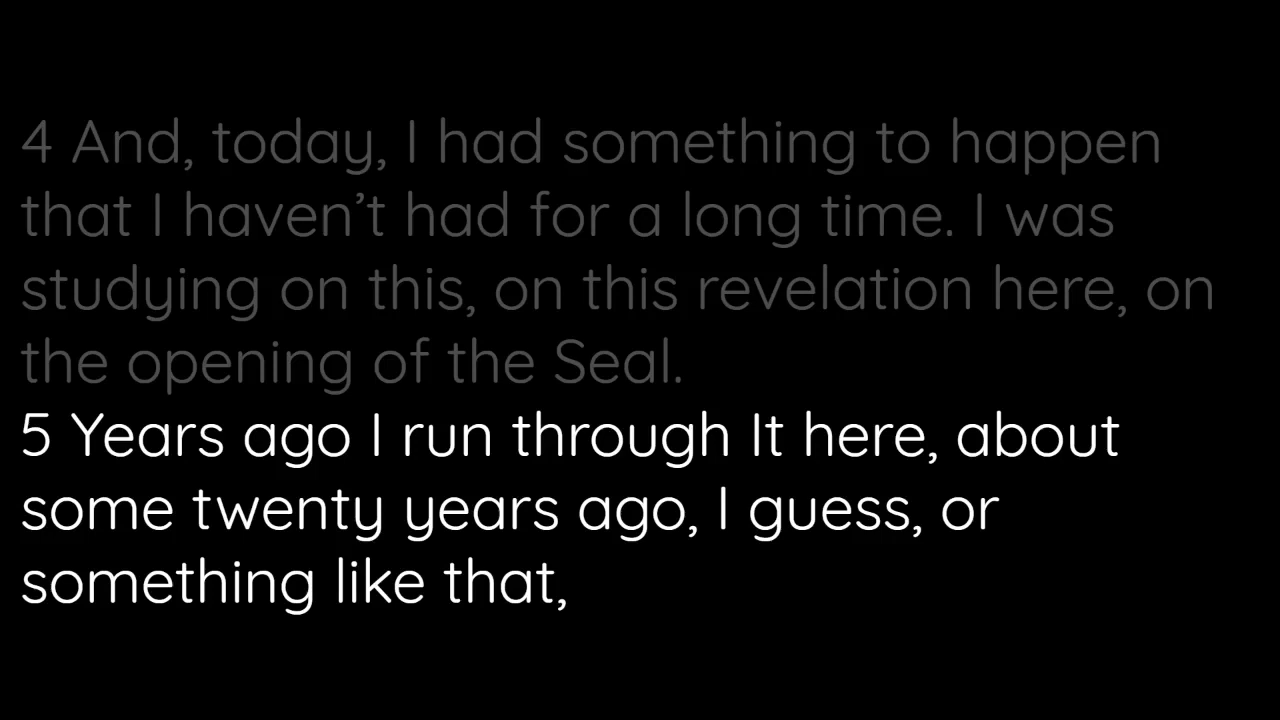 4 And, today, I had something to happen
that I haven’t had for a long time. I was
studying on this, on this revelation here, on
the opening of the Seal.
5 Years ago I run through It here, about
some twenty years ago, I guess, or
something like that,